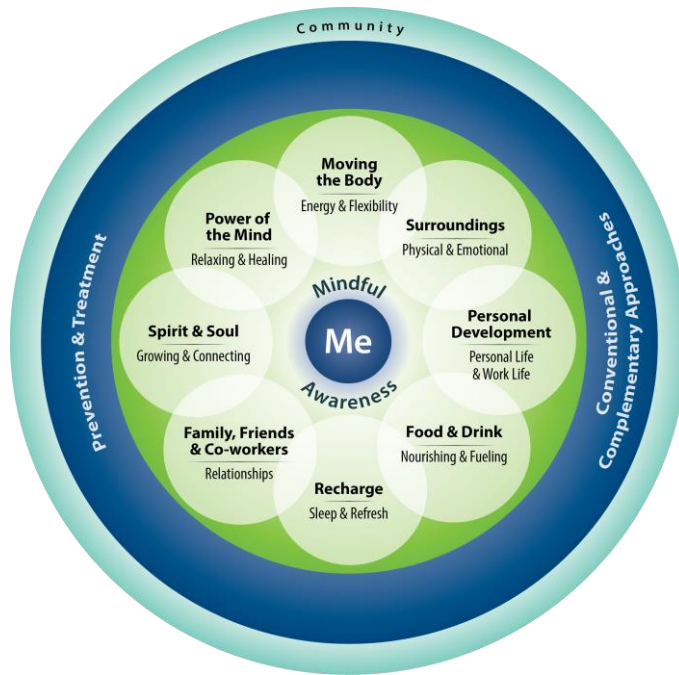 Community
Moving
the Body
Energy & Flexibility
Surroundings
Physical & Emotional
Personal
Development
Personal Life
& Work Life
Food & Drink
Nourishing & Fueling
Recharge
Sleep & Refresh
Family, Friends
& Co-workers
Relationships
Spirit & Soul
Growing & Connecting
Power of
the Mind
Relaxing & Healing
Mindful
Me
Awareness
Prevention & Treatment
Conventional &
Complementary Approaches